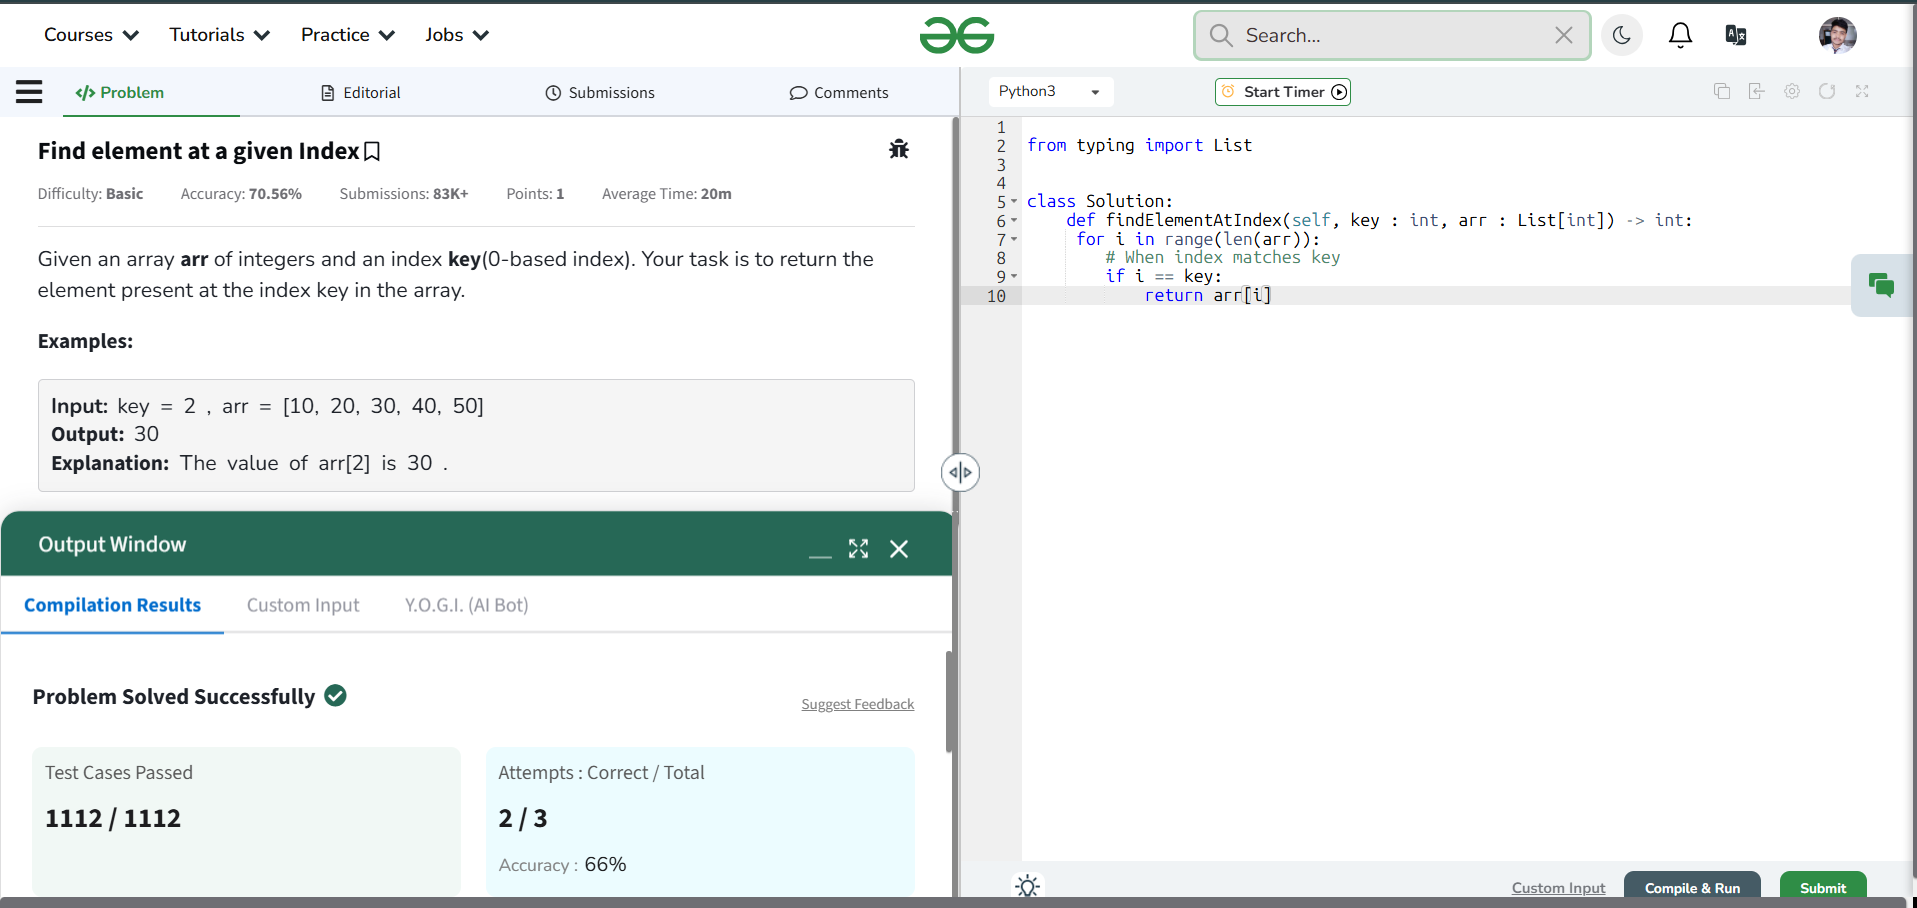 Courses Tutorials Practice Jobs Search...
Problem Editorial Submissions Comments
Find element at a given Index
Difficulty: Basic Accuracy: 70.56% Submissions: 83K+ Points: 1 Average Time: 20m
Given an array arr of integers and an index key(0-based index). Your task is to return the
element present at the index key in the array.
Examples:
Input: key = 2 , arr = [10, 20, 30, 40, 50]
Output: 30
Explanation: The value of arr[2] is 30 .
Output Window
Compilation Results Custom Input Y.O.G.I. (AI Bot)
Problem Solved Successfully
Suggest Feedback
Test Cases Passed
1112 / 1112
Attempts : Correct / Total
2 / 3
Accuracy : 66%
Python3 Start Timer
1
2 from typing import List
3
4
5 class Solution:
6 def findElementAtIndex(self, key : int, arr : List[int]) -> int:
7 for i in range(len(arr)):
8 # When index matches key
9 if i == key:
10 return arr[i]
Custom Input Compile & Run Submit